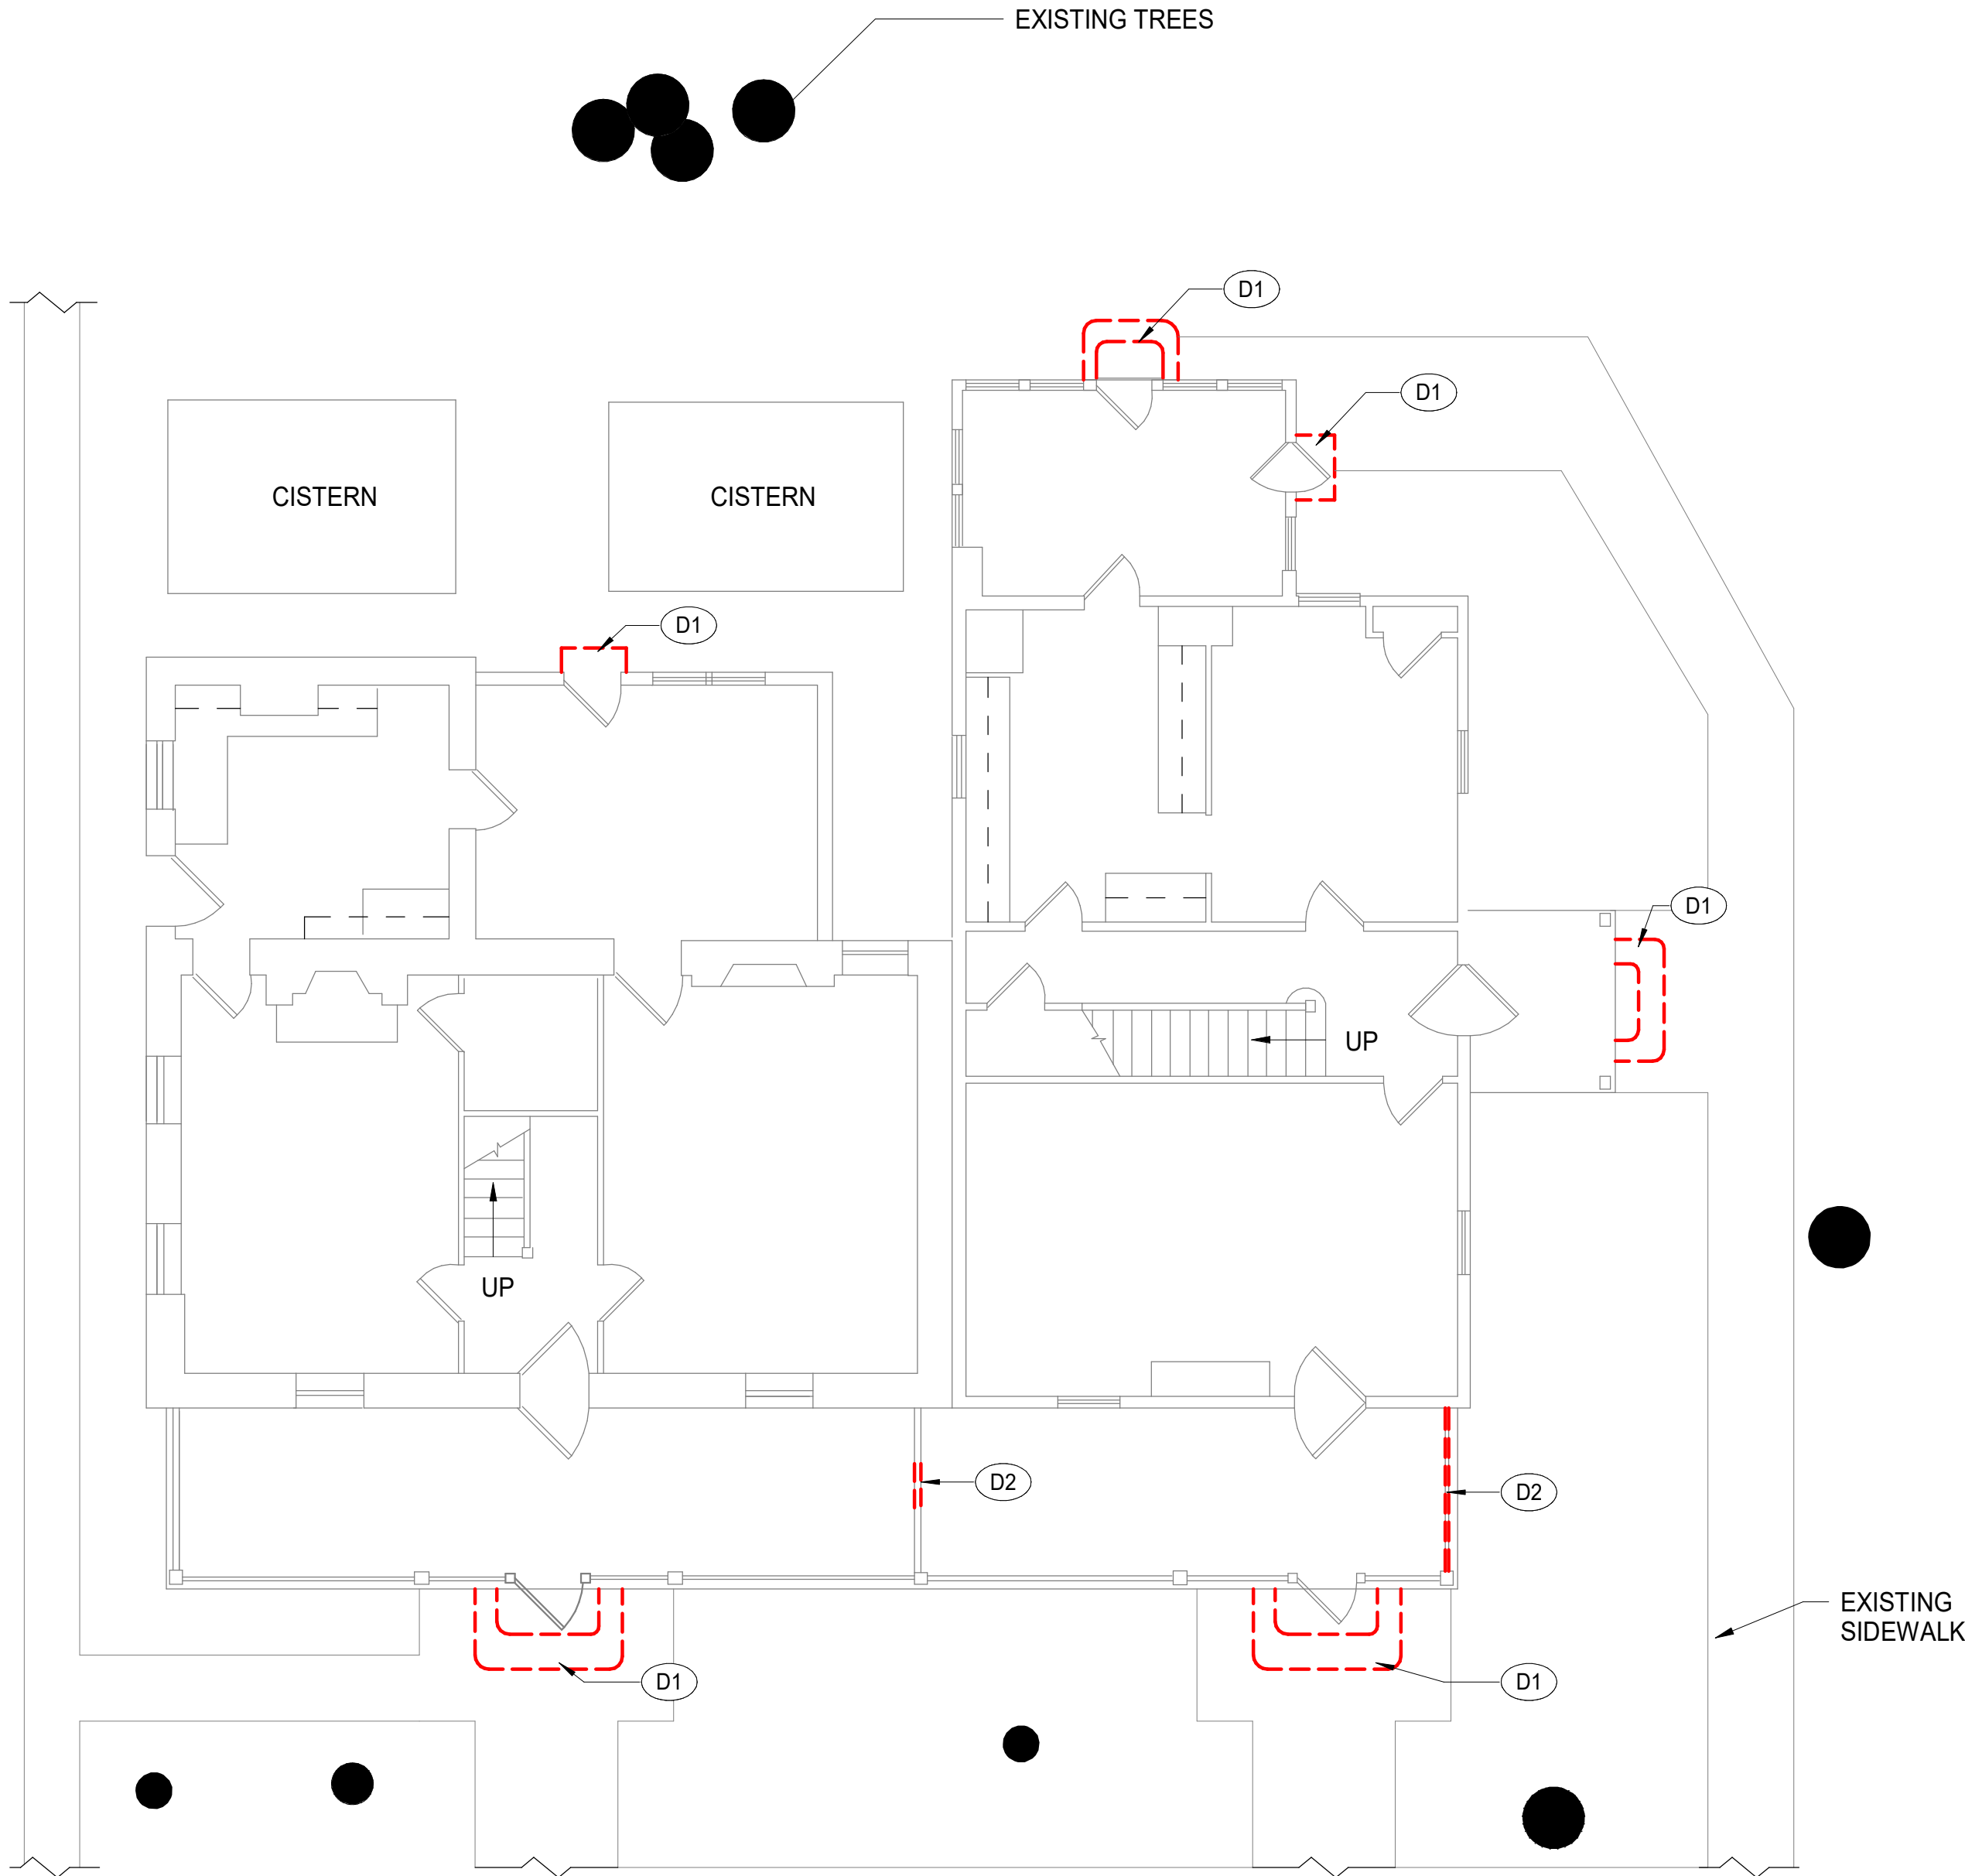 EXISTING TREES
D1
D1
CISTERN
CISTERN
D1
D1
UP
UP
D2
D2
EXISTING
SIDEWALK
D1
D1